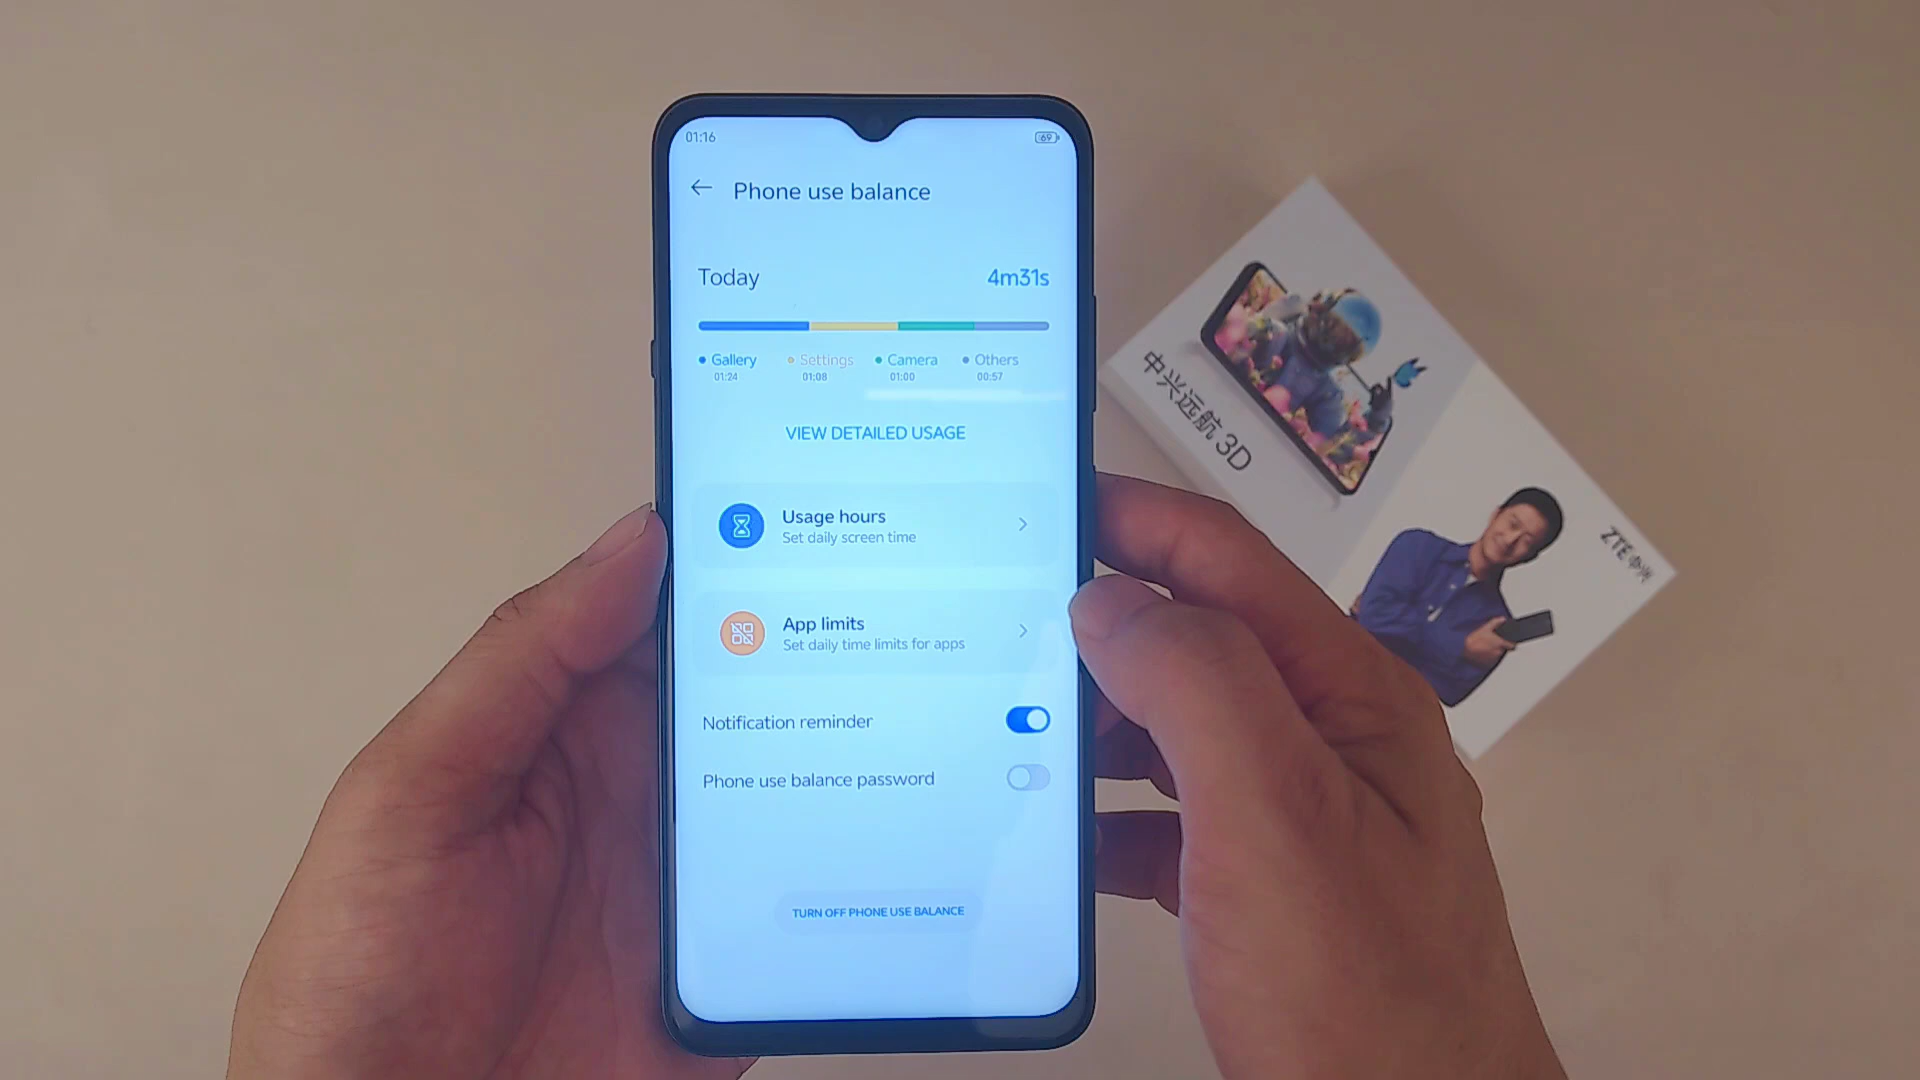 01:16
69
Phone use balance
Today
4m31s
Gallery
Settings
Camera
Others
01:24
01:08
01:00
00:57
VIEW DETAILED USAGE
Usage hours
Set daily screen time
App limits
Set daily time limits for apps
Notification reminder
Phone use balance password
TURN OFF PHONE USE BALANCE
中兴远航 3D
ZTE中兴